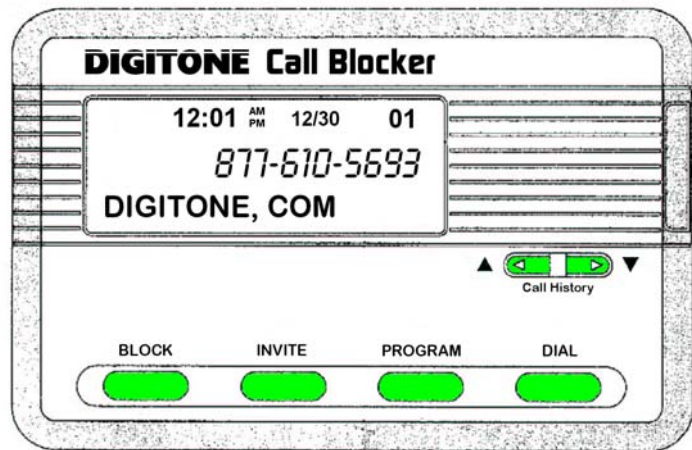 DIGITONE Call Blocker
12:01 AM PM 12/30 01
877-610-5693
DIGITONE, COM
▲ ▼
Call History
BLOCK INVITE PROGRAM DIAL